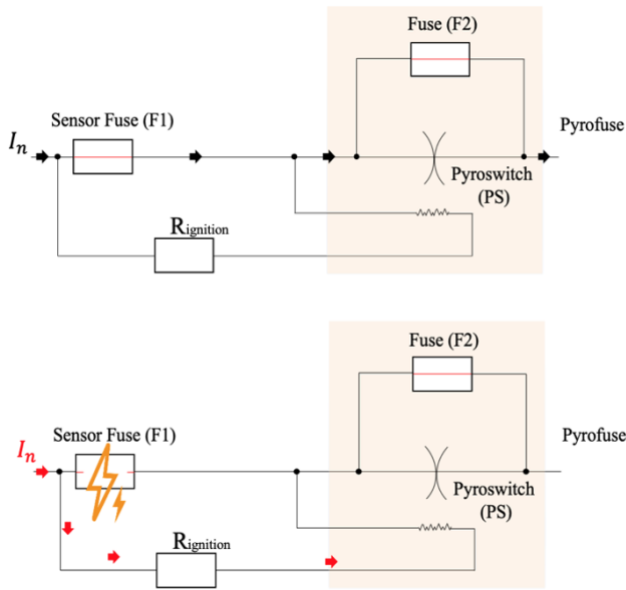 Fuse (F2)
Sensor Fuse (F1)
Pyrofuse
Iₙ
Pyroswitch
(PS)
Rignition
Fuse (F2)
Sensor Fuse (F1)
Pyrofuse
Iₙ
Pyroswitch
(PS)
Rignition